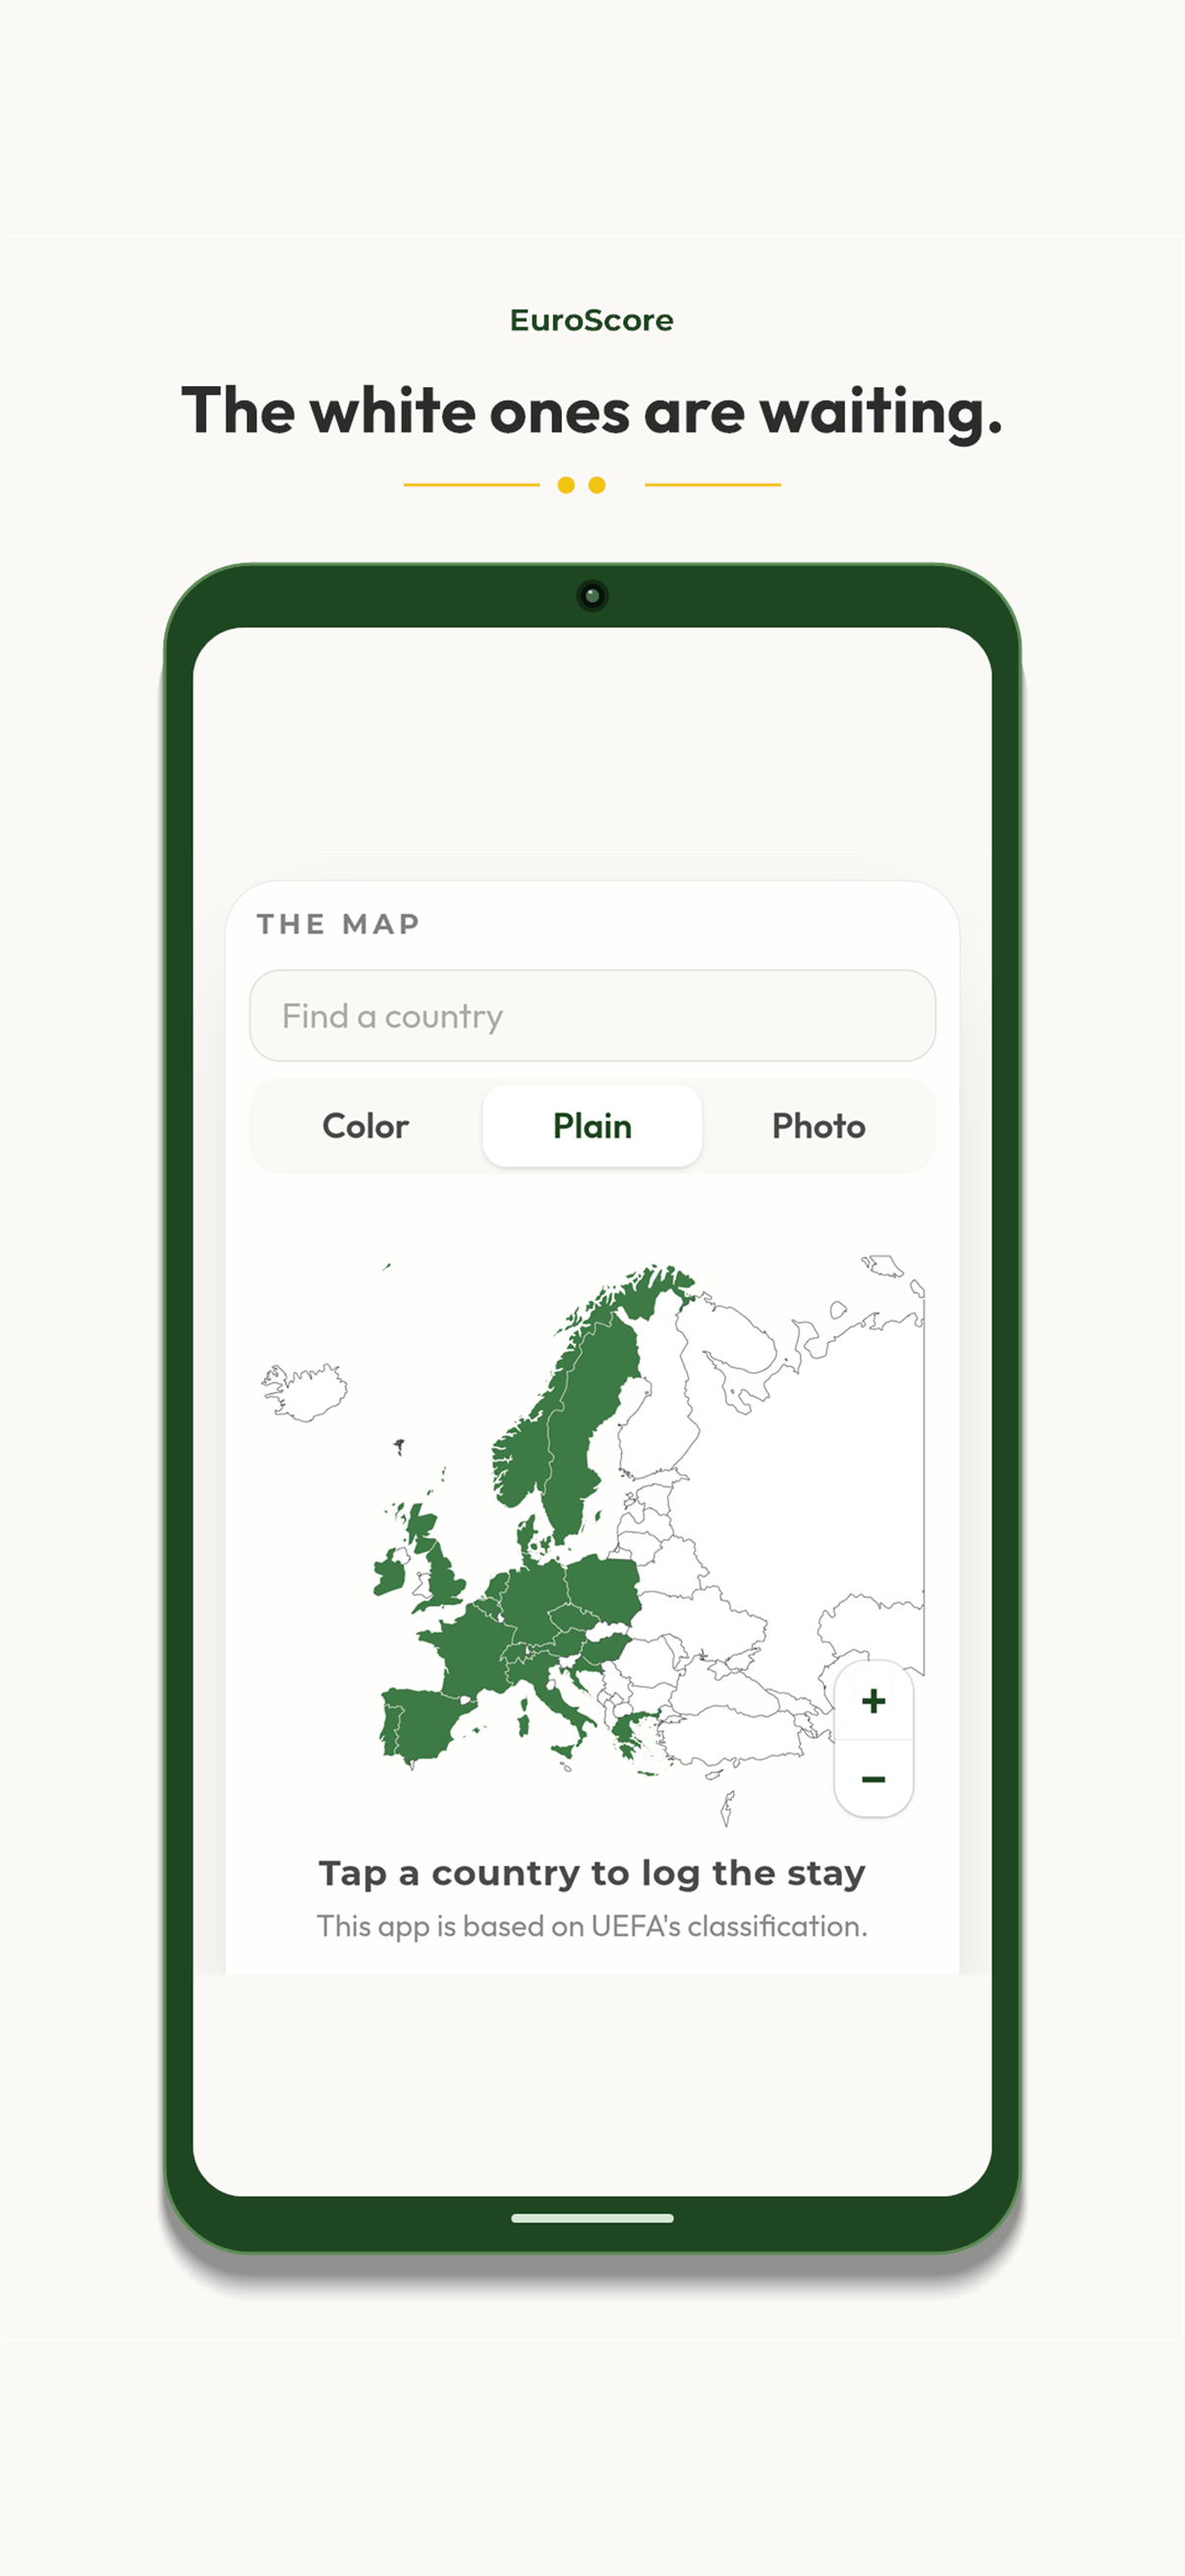 EuroScore
The white ones are waiting.
THE MAP
Find a country
Color
Plain
Photo
+
−
Tap a country to log the stay
This app is based on UEFA's classification.